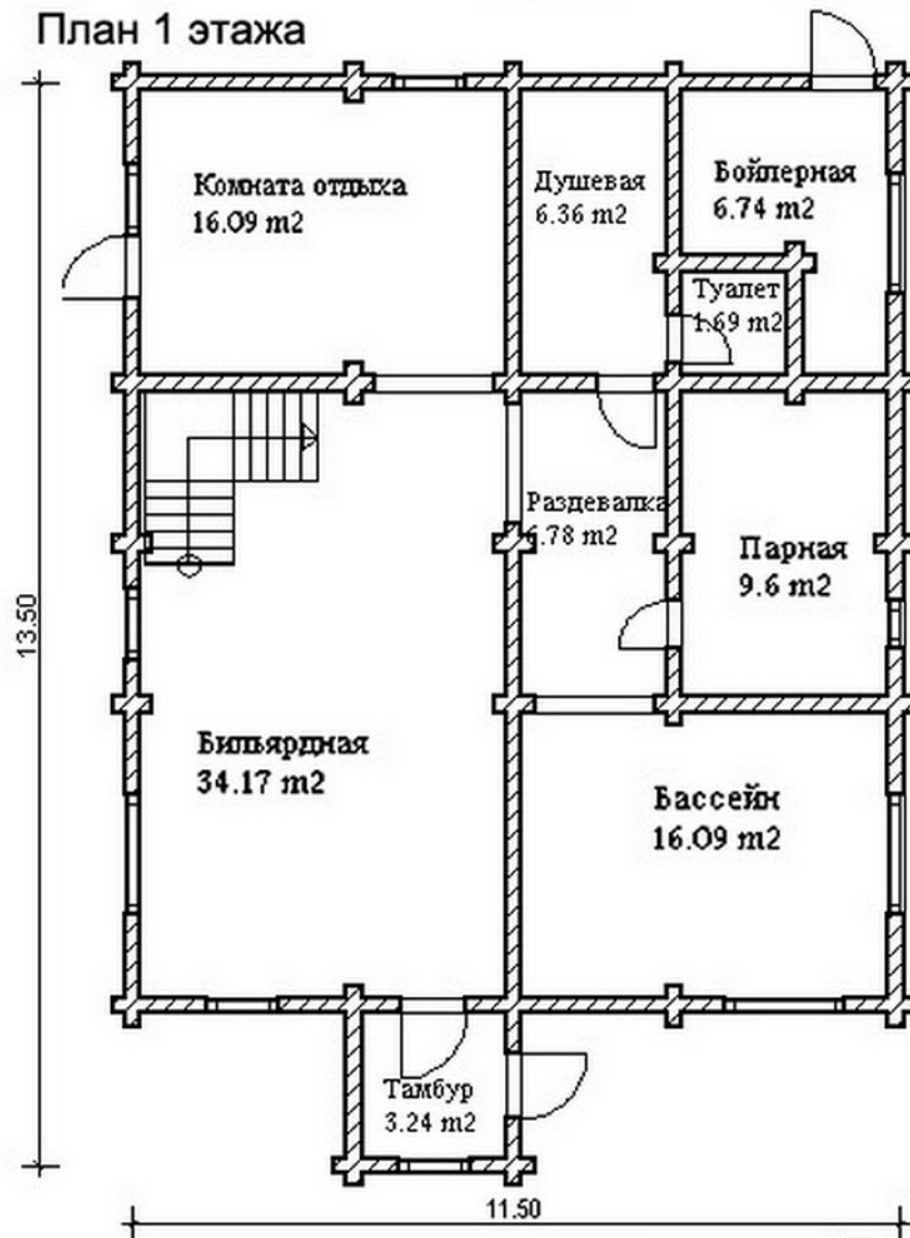 План 1 этажа
Комната отдыха
16.09 m2
Душевая
6.36 m2
Бойлерная
6.74 m2
Туалет
1.69 m2
Раздевалка
6.78 m2
Парная
9.6 m2
13.50
Бильярдная
34.17 m2
Бассейн
16.09 m2
Тамбур
3.24 m2
11.50